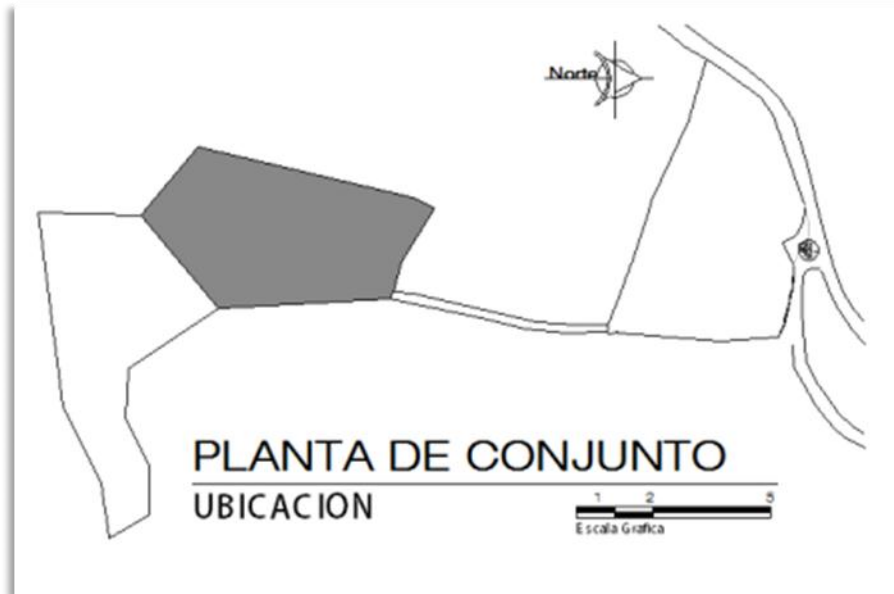 Norte
PLANTA DE CONJUNTO
UBICACION
1 2 5
Escala Grafica